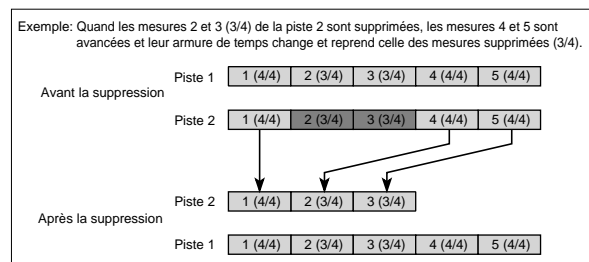 Exemple: Quand les mesures 2 et 3 (3/4) de la piste 2 sont supprimées, les mesures 4 et 5 sont
avancées et leur armure de temps change et reprend celle des mesures supprimées (3/4).
Piste 1 1 (4/4) 2 (3/4) 3 (3/4) 4 (4/4) 5 (4/4)
Avant la suppression
Piste 2 1 (4/4) 2 (3/4) 3 (3/4) 4 (4/4) 5 (4/4)
Piste 2 1 (4/4) 2 (3/4) 3 (3/4)
Après la suppression
Piste 1 1 (4/4) 2 (3/4) 3 (3/4) 4 (4/4) 5 (4/4)